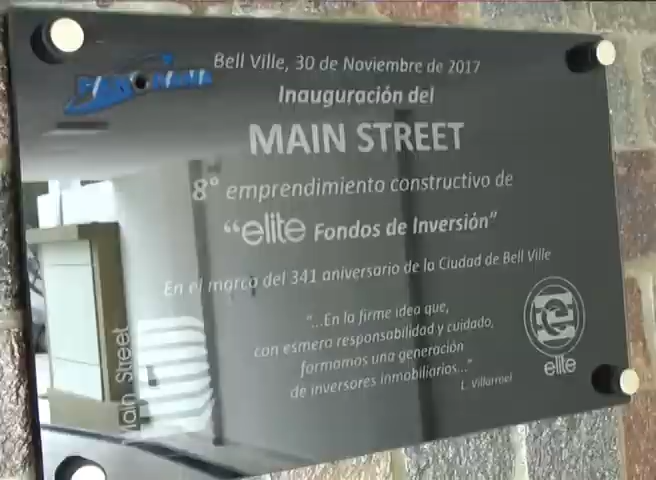 PANORAMA
Bell Ville, 30 de Noviembre de 2017
Inauguración del
MAIN STREET
8° emprendimiento constructivo de
“elite Fondos de Inversión”
En el marco del 341 aniversario de la Ciudad de Bell Ville
“...En la firme idea que,
con esmero responsabilidad y cuidado,
formamos una generación
de inversores inmobiliarios...”
L. Villarroel
Main Street
elite